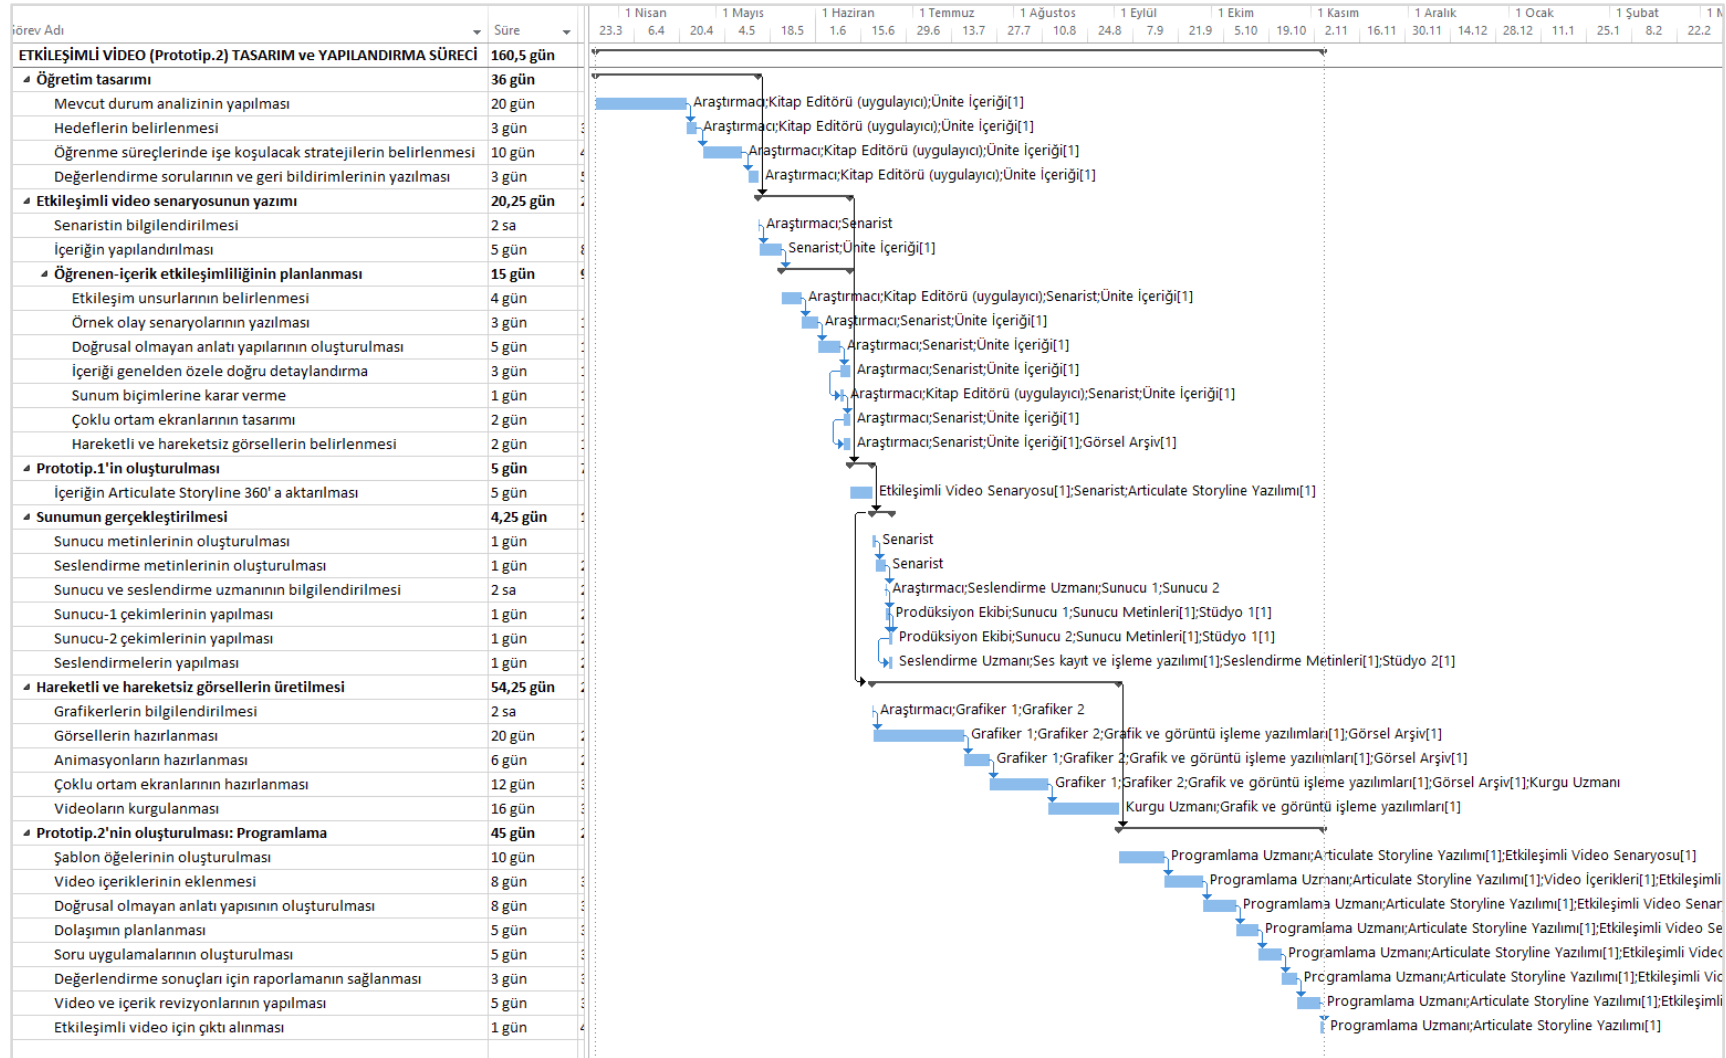 1 Nisan 1 Mayıs 1 Haziran 1 Temmuz 1 Ağustos 1 Eylül 1 Ekim 1 Kasım 1 Aralık 1 Ocak 1 Şubat
Görev Adı Süre 23.3 6.4 20.4 4.5 18.5 1.6 15.6 29.6 13.7 27.7 10.8 24.8 7.9 21.9 5.10 19.10 2.11 16.11 30.11 14.12 28.12 11.1 25.1 8.2 22.2
ETKİLEŞİMLİ VİDEO (Prototip.2) TASARIM ve YAPILANDIRMA SÜRECİ 160,5 gün
Öğretim tasarımı 36 gün
Mevcut durum analizinin yapılması 20 gün Araştırmacı;Kitap Editörü (uygulayıcı);Ünite İçeriği[1]
Hedeflerin belirlenmesi 3 gün Araştırmacı;Kitap Editörü (uygulayıcı);Ünite İçeriği[1]
Öğrenme süreçlerinde işe koşulacak stratejilerin belirlenmesi 10 gün Araştırmacı;Kitap Editörü (uygulayıcı);Ünite İçeriği[1]
Değerlendirme sorularının ve geri bildirimlerinin yazılması 3 gün Araştırmacı;Kitap Editörü (uygulayıcı);Ünite İçeriği[1]
Etkileşimli video senaryosunun yazımı 20,25 gün
Senaristin bilgilendirilmesi 2 sa Araştırmacı;Senarist
İçeriğin yapılandırılması 5 gün Senarist;Ünite İçeriği[1]
Öğrenen-içerik etkileşimliliğinin planlanması 15 gün
Etkileşim unsurlarının belirlenmesi 4 gün Araştırmacı;Kitap Editörü (uygulayıcı);Senarist;Ünite İçeriği[1]
Örnek olay senaryolarının yazılması 3 gün Araştırmacı;Senarist;Ünite İçeriği[1]
Doğrusal olmayan anlatı yapılarının oluşturulması 5 gün Araştırmacı;Senarist;Ünite İçeriği[1]
İçeriği genelden özele doğru detaylandırma 3 gün Araştırmacı;Senarist;Ünite İçeriği[1]
Sunum biçimlerine karar verme 1 gün Araştırmacı;Kitap Editörü (uygulayıcı);Senarist;Ünite İçeriği[1]
Çoklu ortam ekranlarının tasarımı 2 gün Araştırmacı;Senarist;Ünite İçeriği[1]
Hareketli ve hareketsiz görsellerin belirlenmesi 2 gün Araştırmacı;Senarist;Ünite İçeriği[1];Görsel Arşiv[1]
Prototip.1'in oluşturulması 5 gün
İçeriğin Articulate Storyline 360' a aktarılması 5 gün Etkileşimli Video Senaryosu[1];Senarist;Articulate Storyline Yazılımı[1]
Sunumun gerçekleştirilmesi 4,25 gün
Sunucu metinlerinin oluşturulması 1 gün Senarist
Seslendirme metinlerinin oluşturulması 1 gün Senarist
Sunucu ve seslendirme uzmanının bilgilendirilmesi 2 sa Araştırmacı;Seslendirme Uzmanı;Sunucu 1;Sunucu 2
Sunucu-1 çekimlerinin yapılması 1 gün Prodüksiyon Ekibi;Sunucu 1;Sunucu Metinleri[1];Stüdyo 1[1]
Sunucu-2 çekimlerinin yapılması 1 gün Prodüksiyon Ekibi;Sunucu 2;Sunucu Metinleri[1];Stüdyo 1[1]
Seslendirmelerin yapılması 1 gün Seslendirme Uzmanı;Ses kayıt ve işleme yazılımı[1];Seslendirme Metinleri[1];Stüdyo 2[1]
Hareketli ve hareketsiz görsellerin üretilmesi 54,25 gün
Grafikerlerin bilgilendirilmesi 2 sa Araştırmacı;Grafiker 1;Grafiker 2
Görsellerin hazırlanması 20 gün Grafiker 1;Grafiker 2;Grafik ve görüntü işleme yazılımları[1];Görsel Arşiv[1]
Animasyonların hazırlanması 6 gün Grafiker 1;Grafiker 2;Grafik ve görüntü işleme yazılımları[1];Görsel Arşiv[1]
Çoklu ortam ekranlarının hazırlanması 12 gün Grafiker 1;Grafiker 2;Grafik ve görüntü işleme yazılımları[1];Görsel Arşiv[1];Kurgu Uzmanı
Videoların kurgulanması 16 gün Kurgu Uzmanı;Grafik ve görüntü işleme yazılımları[1]
Prototip.2'nin oluşturulması: Programlama 45 gün
Şablon öğelerinin oluşturulması 10 gün Programlama Uzmanı;Articulate Storyline Yazılımı[1];Etkileşimli Video Senaryosu[1]
Video içeriklerinin eklenmesi 8 gün Programlama Uzmanı;Articulate Storyline Yazılımı[1];Video İçerikleri[1];Etkileşimli
Doğrusal olmayan anlatı yapısının oluşturulması 8 gün Programlama Uzmanı;Articulate Storyline Yazılımı[1];Etkileşimli Video Senar
Dolaşımın planlanması 5 gün Programlama Uzmanı;Articulate Storyline Yazılımı[1];Etkileşimli Video Se
Soru uygulamalarının oluşturulması 5 gün Programlama Uzmanı;Articulate Storyline Yazılımı[1];Etkileşimli Video
Değerlendirme sonuçları için raporlamanın sağlanması 3 gün Programlama Uzmanı;Articulate Storyline Yazılımı[1];Etkileşimli Vid
Video ve içerik revizyonlarının yapılması 5 gün Programlama Uzmanı;Articulate Storyline Yazılımı[1];Etkileşimli
Etkileşimli video için çıktı alınması 1 gün Programlama Uzmanı;Articulate Storyline Yazılımı[1]